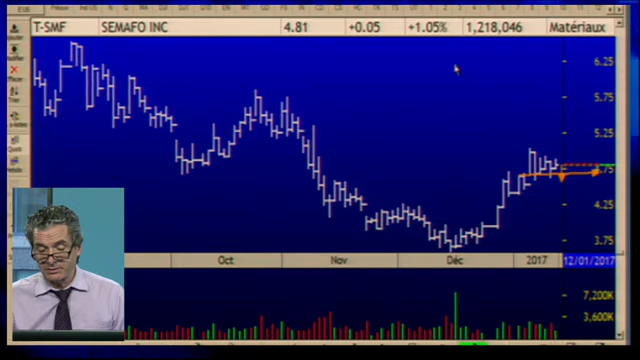 T-SMF SEMAFO INC 4.81 +0.05 +1.05% 1,218,046 Matériaux
6.25
5.75
5.25
4.75
4.25
3.75
Oct Nov Déc 2017 12/01/2017
7,200K
3,600K